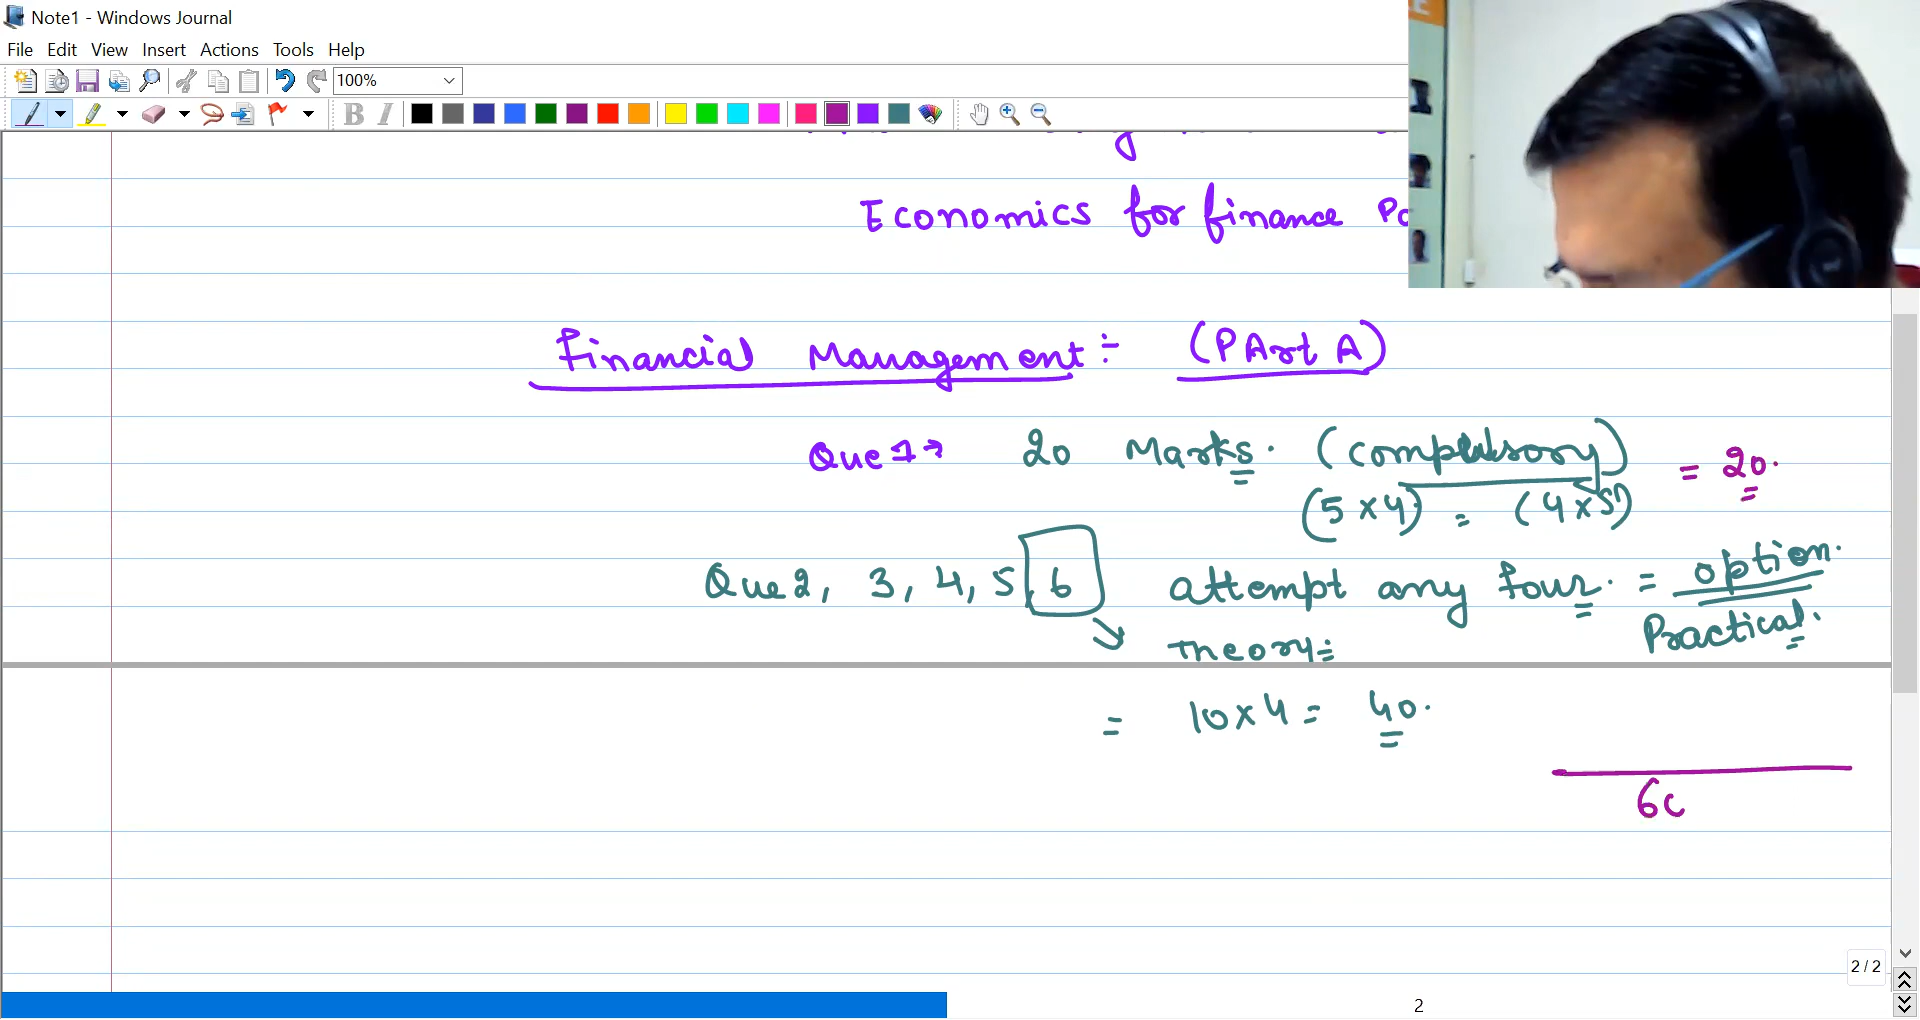 Note1 - Windows Journal
File Edit View Insert Actions Tools Help
100%
B I
Economics for finance
Financial Management :- (PArt A)
Que 1 → 20 Marks. (compulsory) = 20.
(5 x 4) = (4 x 5)
Que 2, 3, 4, 5, 6 attempt any four. = option.
Theory = Practical.
= 10 x 4 = 40.
6
2 / 2
2